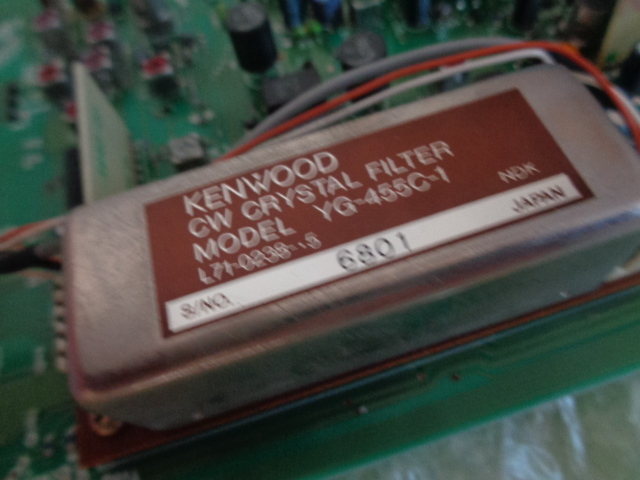 KENWOOD
CW CRYSTAL FILTER
MODEL YG-455C-1
NDK
S/NO. 6801 JAPAN